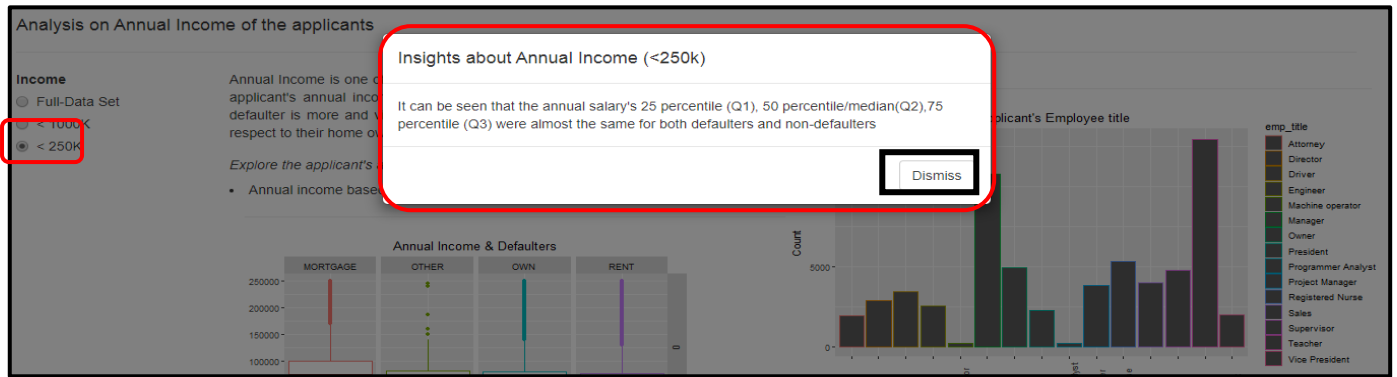 Analysis on Annual Income of the applicants
Income
Full-Data Set
< 1000K
< 250K
Annual Income is one
applicant's annual
defaulter is more and
respect to their home
Explore the applicant's
Annual income
Insights about Annual Income (<250k)
It can be seen that the annual salary's 25 percentile (Q1), 50 percentile/median(Q2),75
percentile (Q3) were almost the same for both defaulters and non-defaulters
Dismiss
Annual Income & Defaulters
MORTGAGE OTHER OWN RENT
250000
200000
150000
100000
0
Employee title
Count
5000
0
emp_title
Attorney
Director
Driver
Engineer
Machine operator
Manager
Owner
President
Programmer Analyst
Project Manager
Registered Nurse
Sales
Supervisor
Teacher
Vice President